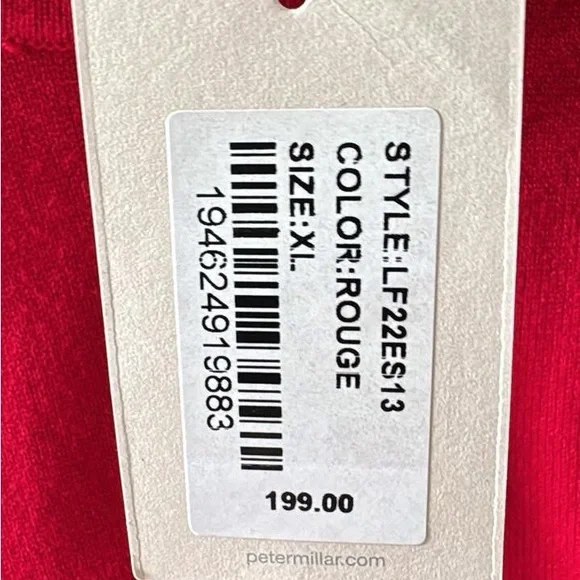 STYLE:LF22ES13
COLOR:ROUGE
SIZE:XL
194624919883
199.00
petermillar.com